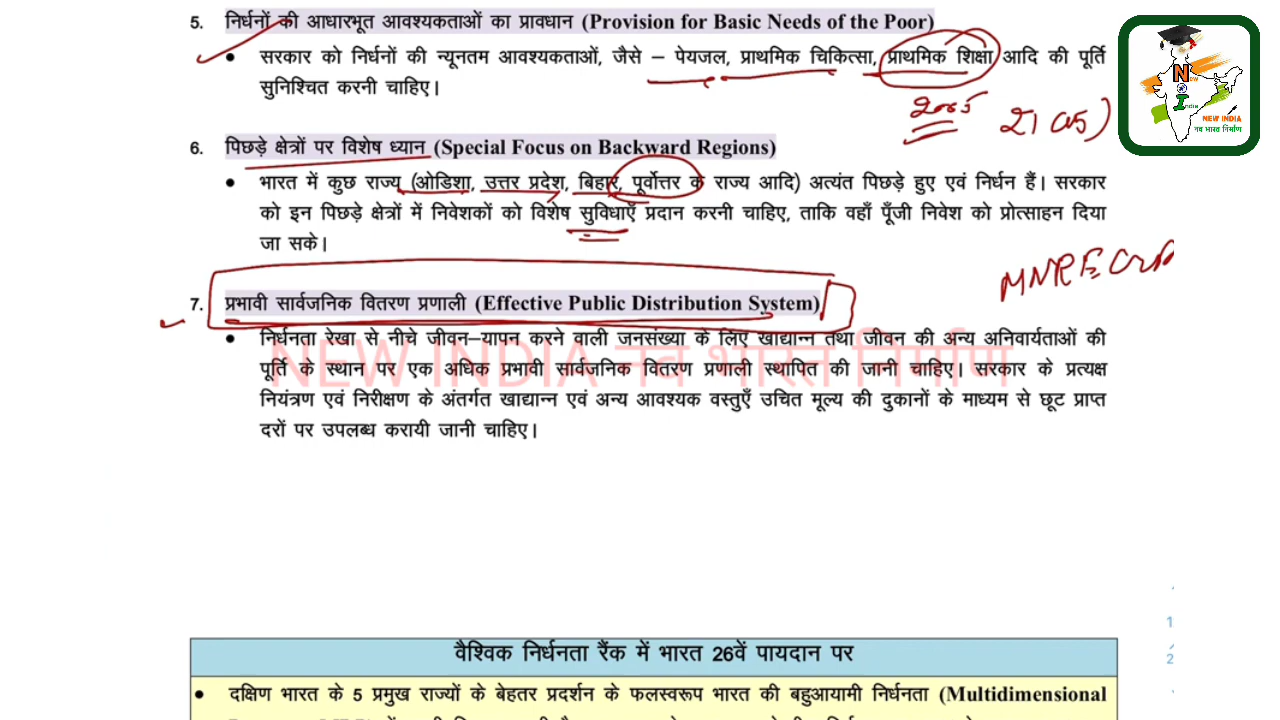 5. निर्धनों की आधारभूत आवश्यकताओं का प्रावधान (Provision for Basic Needs of the Poor)
● सरकार को निर्धनों की न्यूनतम आवश्यकताओं, जैसे – पेयजल, प्राथमिक चिकित्सा, प्राथमिक शिक्षा आदि की पूर्ति
सुनिश्चित करनी चाहिए।
2005
21
6. पिछड़े क्षेत्रों पर विशेष ध्यान (Special Focus on Backward Regions)
● भारत में कुछ राज्य (ओडिशा, उत्तर प्रदेश, बिहार, पूर्वोत्तर के राज्य आदि) अत्यंत पिछड़े हुए एवं निर्धन हैं। सरकार
को इन पिछड़े क्षेत्रों में निवेशकों को विशेष सुविधाएँ प्रदान करनी चाहिए, ताकि वहाँ पूँजी निवेश को प्रोत्साहन दिया
जा सके।
7. प्रभावी सार्वजनिक वितरण प्रणाली (Effective Public Distribution System)
● निर्धनता रेखा से नीचे जीवन–यापन करने वाली जनसंख्या के लिए खाद्यान्न तथा जीवन की अन्य अनिवार्यताओं की
पूर्ति के स्थान पर एक अधिक प्रभावी सार्वजनिक वितरण प्रणाली स्थापित की जानी चाहिए। सरकार के प्रत्यक्ष
नियंत्रण एवं निरीक्षण के अंतर्गत खाद्यान्न एवं अन्य आवश्यक वस्तुएँ उचित मूल्य की दुकानों के माध्यम से छूट प्राप्त
दरों पर उपलब्ध करायी जानी चाहिए।
NEW INDIA नव भारत निर्माण
वैश्विक निर्धनता रैंक में भारत 26वें पायदान पर
● दक्षिण भारत के 5 प्रमुख राज्यों के बेहतर प्रदर्शन के फलस्वरूप भारत की बहुआयामी निर्धनता (Multidimensional
New
India
NEW INDIA
नव भारत निर्माण
1
2